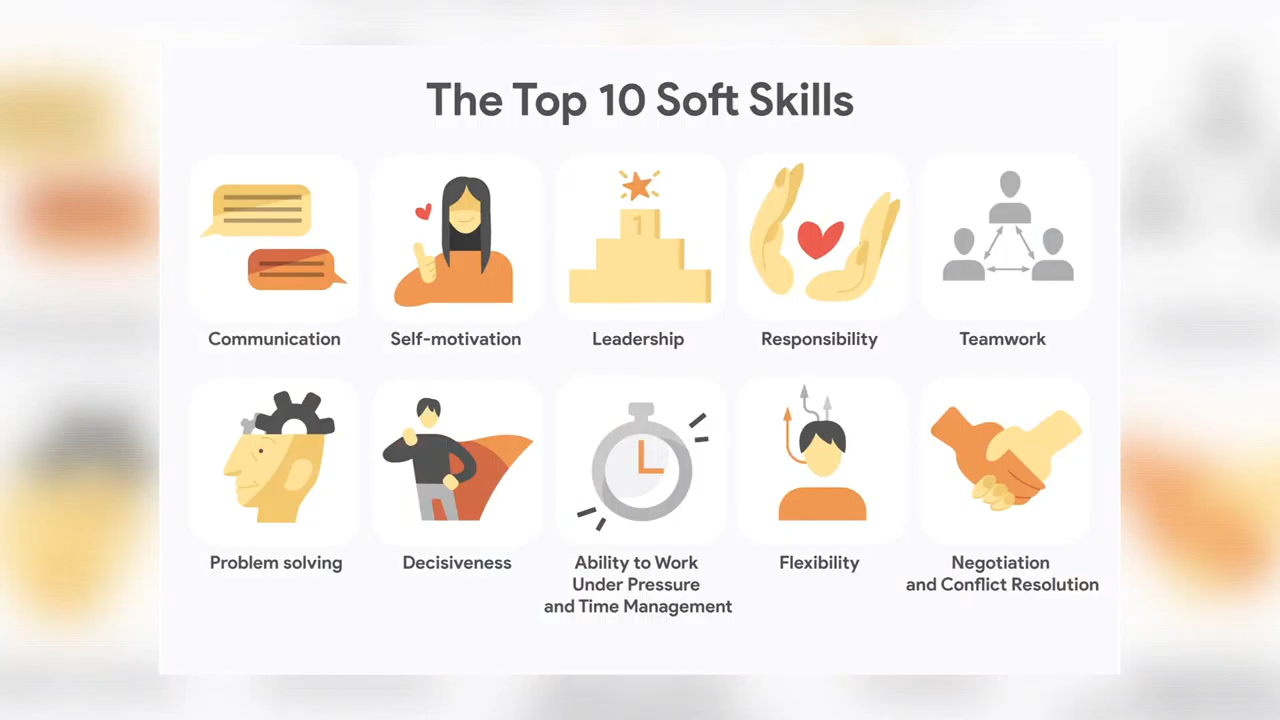 The Top 10 Soft Skills
1
Communication
Self-motivation
Leadership
Responsibility
Teamwork
Problem solving
Decisiveness
Ability to Work
Under Pressure
and Time Management
Flexibility
Negotiation
and Conflict Resolution